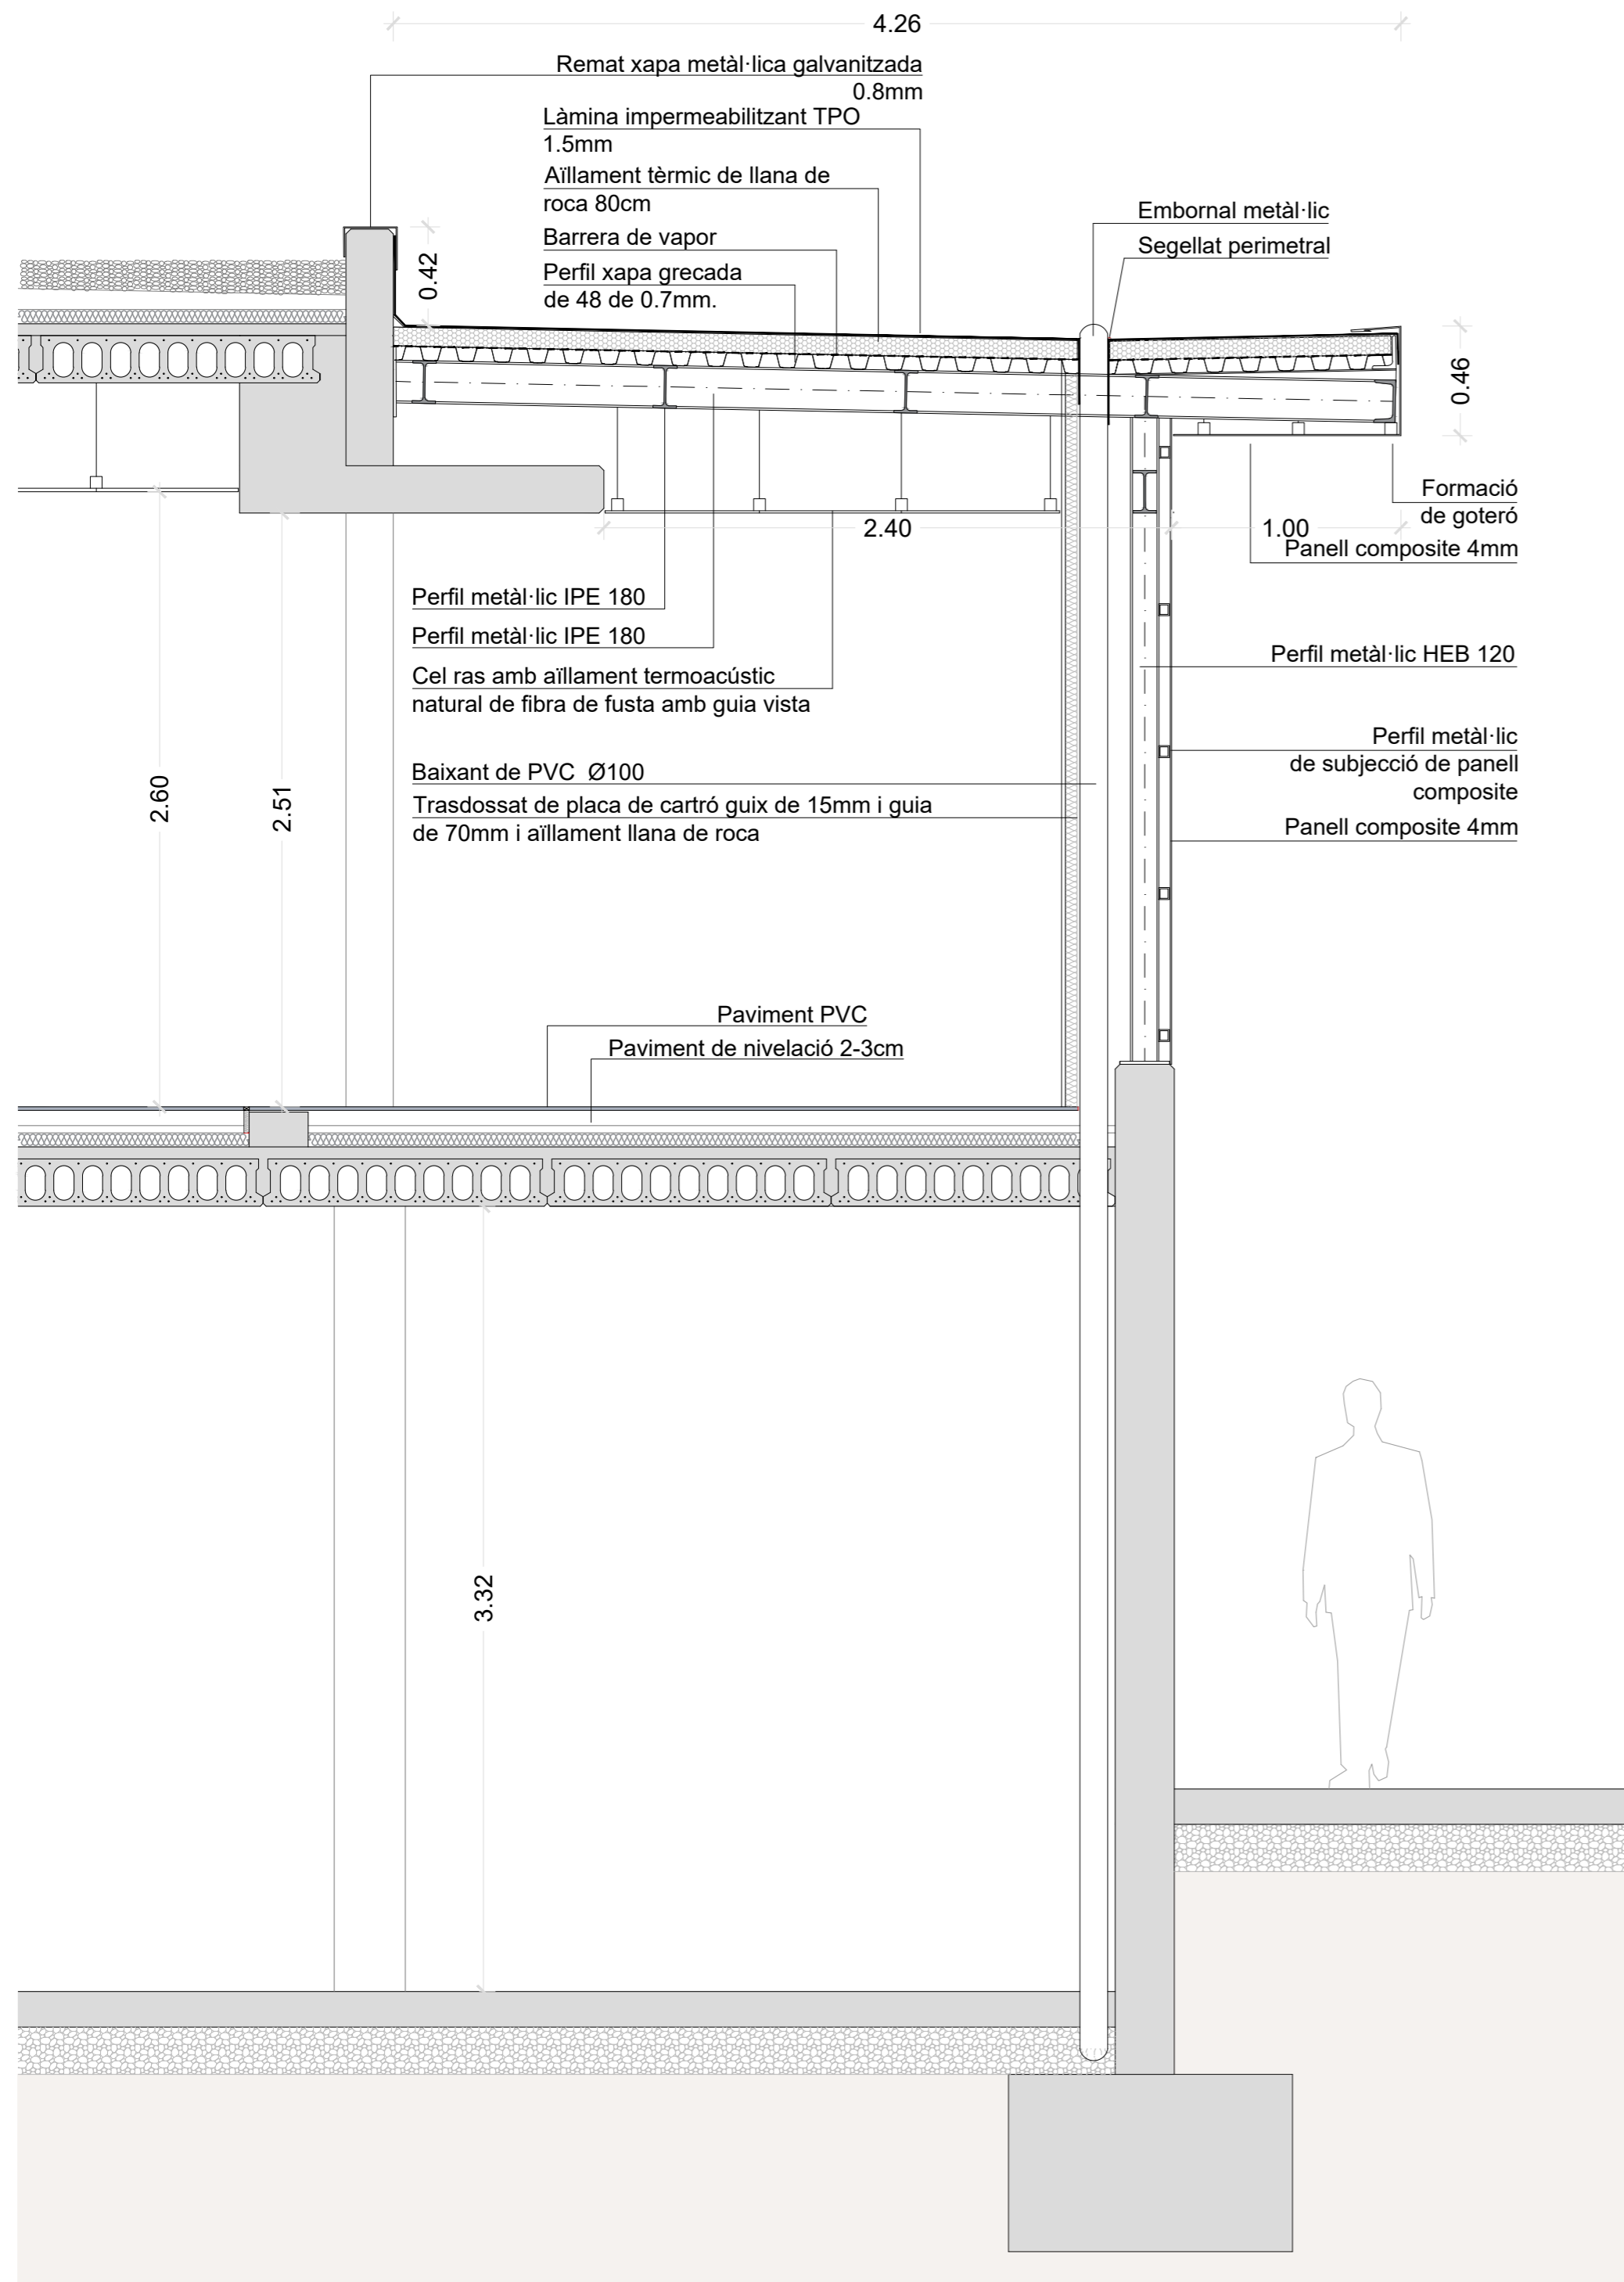 4.26
Remat xapa metàl·lica galvanitzada
0.8mm
Làmina impermeabilitzant TPO
1.5mm
Aïllament tèrmic de llana de
roca 80cm
Barrera de vapor
Perfil xapa grecada
de 48 de 0.7mm.
Embornal metàl·lic
Segellat perimetral
0.42
0.46
Formació
de goteró
2.40
1.00
Panell composite 4mm
Perfil metàl·lic IPE 180
Perfil metàl·lic IPE 180
Cel ras amb aïllament termoacústic
natural de fibra de fusta amb guia vista
Perfil metàl·lic HEB 120
Perfil metàl·lic
de subjecció de panell
composite
Panell composite 4mm
Baixant de PVC Ø100
Trasdossat de placa de cartró guix de 15mm i guia
de 70mm i aïllament llana de roca
2.60
2.51
Paviment PVC
Paviment de nivelació 2-3cm
3.32